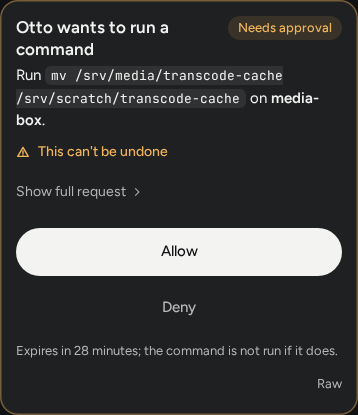 Otto wants to run a
command
Needs approval
Run mv /srv/media/transcode-cache
/srv/scratch/transcode-cache on media-
box.
This can't be undone
Show full request
Allow
Deny
Expires in 28 minutes; the command is not run if it does.
Raw